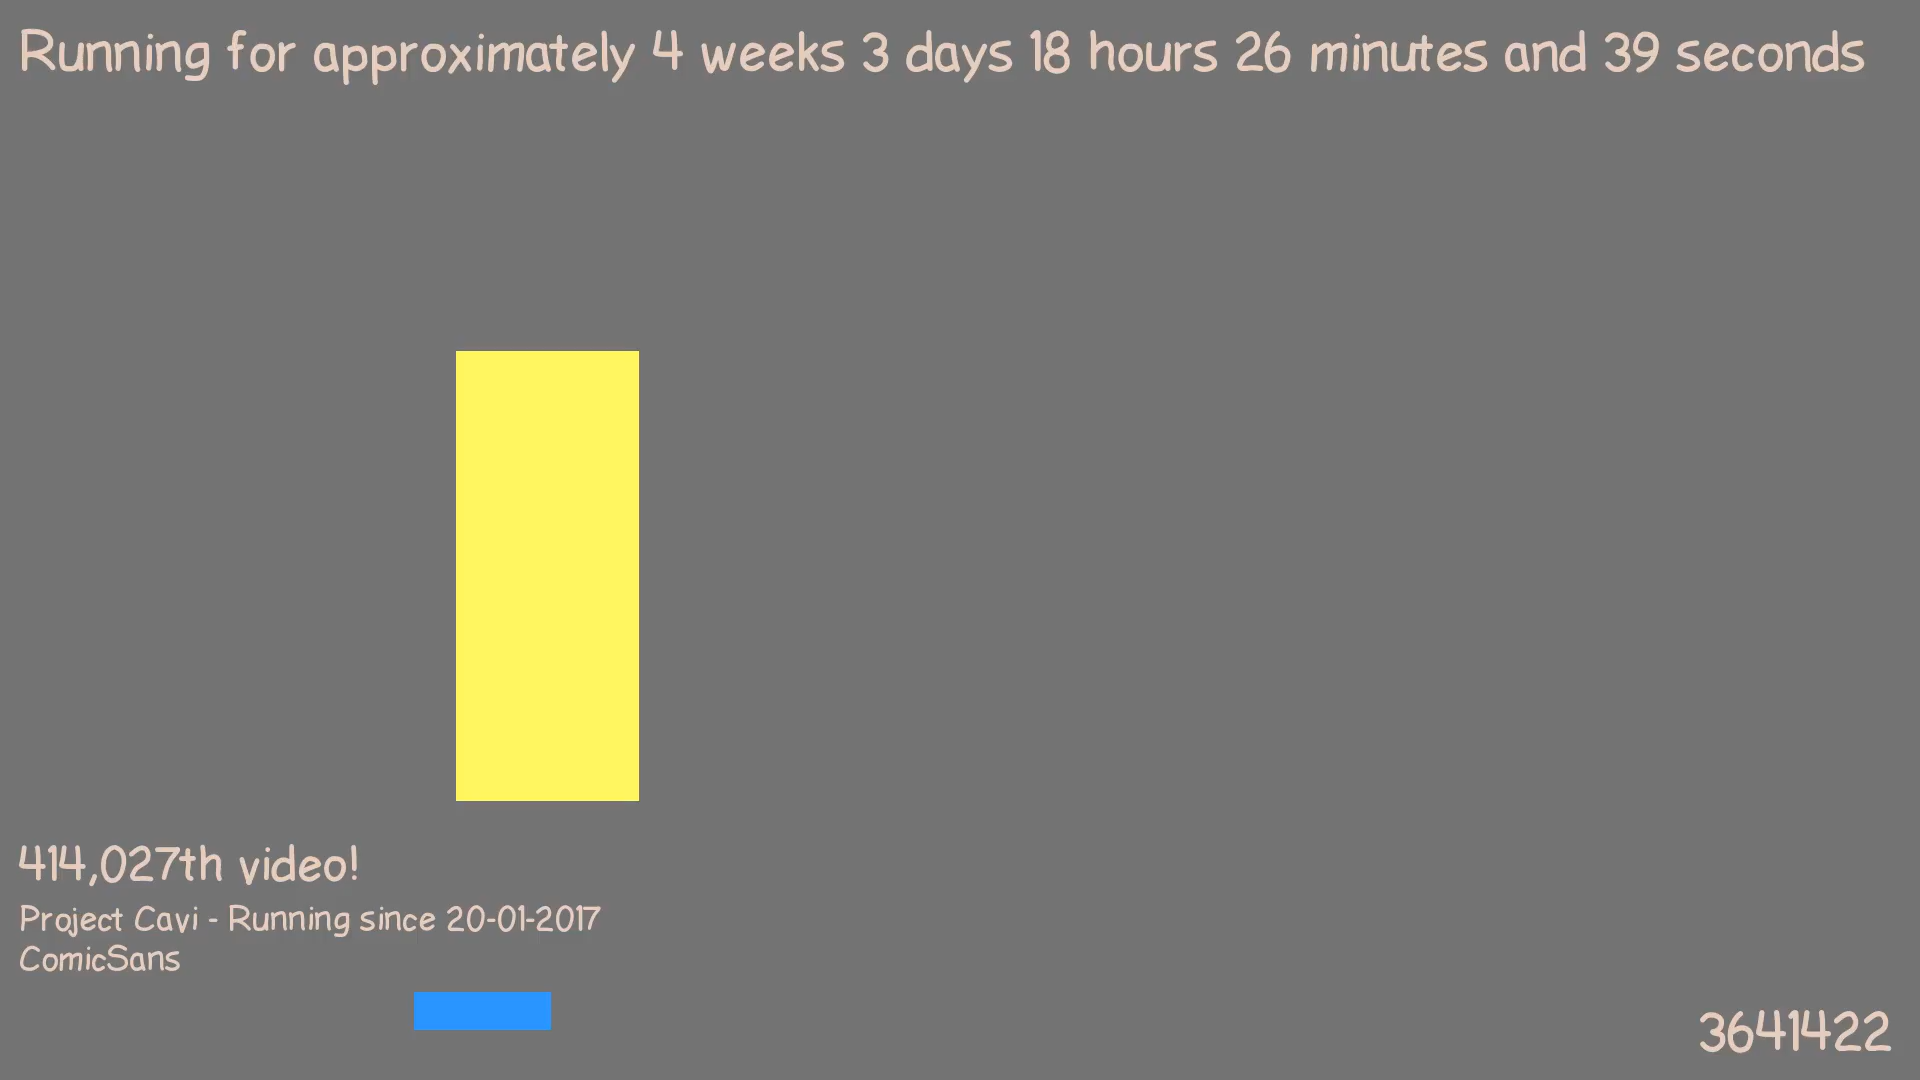 Running for approximately 4 weeks 3 days 18 hours 26 minutes and 39 seconds
414,027th video!
Project Cavi - Running since 20-01-2017
ComicSans
3641422